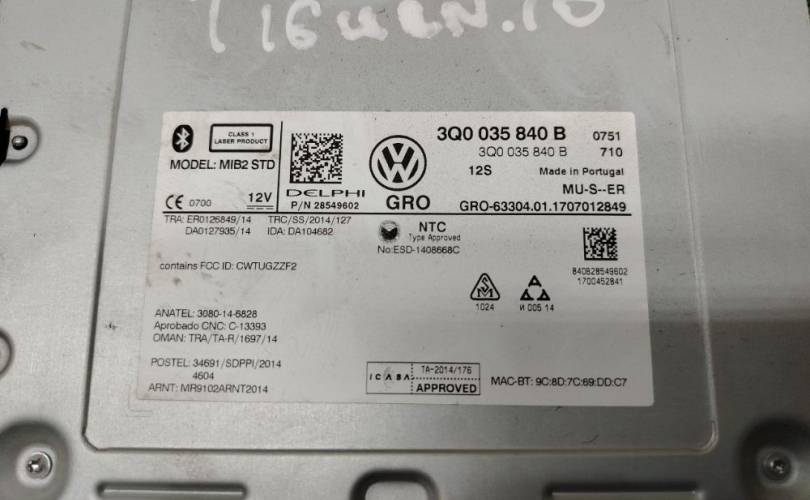 CLASS 1
LASER PRODUCT
MODEL: MIB2 STD
0700 12V
DELPHI
P/N 28549602
GRO
3Q0 035 840 B 0751
3Q0 035 840 B 710
12S Made in Portugal
MU-S--ER
GRO-63304.01.1707012849
TRA: ER0126849/14 TRC/SS/2014/127
DA0127935/14 IDA: DA104682
NTC
Type Approved
No:ESD-1408668C
contains FCC ID: CWTUGZZF2
840B28549602
1700452841
1024 И 005 14
ANATEL: 3080-14-6828
Aprobado CNC: C-13393
OMAN: TRA/TA-R/1697/14
POSTEL: 34691/SDPPI/2014
4604
ARNT: MR9102ARNT2014
ICASA TA-2014/176
APPROVED
MAC-BT: 9C:8D:7C:69:DD:C7